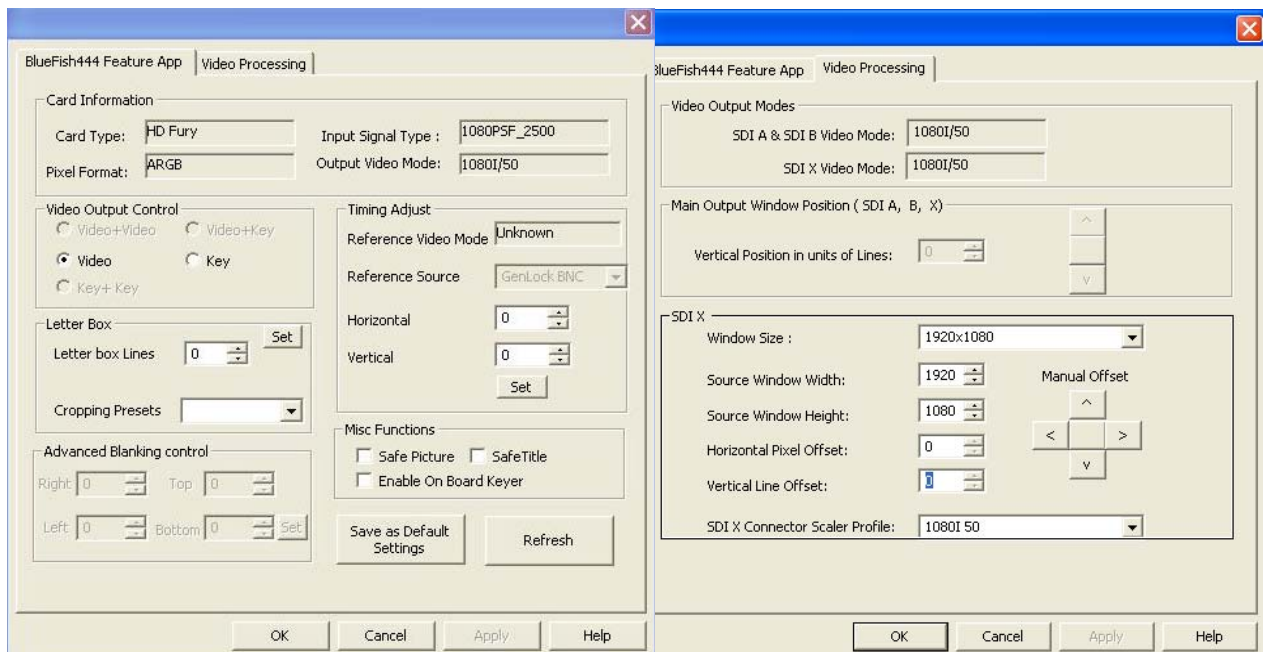 BlueFish444 Feature App
Video Processing
Card Information
Card Type: HD Fury
Input Signal Type : 1080PSF_2500
Pixel Format: ARGB
Output Video Mode: 1080I/50
Video Output Control
Video+Video
Video+Key
Video
Key
Key+ Key
Timing Adjust
Reference Video Mode Unknown
Reference Source GenLock BNC
Horizontal 0
Vertical 0
Set
Letter Box
Set
Letter box Lines 0
Cropping Presets
Misc Functions
Safe Picture
SafeTitle
Enable On Board Keyer
Advanced Blanking control
Right 0
Top 0
Left 0
Bottom 0
Set
Save as Default
Settings
Refresh
OK
Cancel
Apply
Help
BlueFish444 Feature App
Video Processing
Video Output Modes
SDI A & SDI B Video Mode: 1080I/50
SDI X Video Mode: 1080I/50
Main Output Window Position ( SDI A, B, X)
Vertical Position in units of Lines: 0
SDI X
Window Size : 1920x1080
Source Window Width: 1920
Manual Offset
Source Window Height: 1080
Horizontal Pixel Offset: 0
Vertical Line Offset: 0
SDI X Connector Scaler Profile: 1080I 50
OK
Cancel
Apply
Help